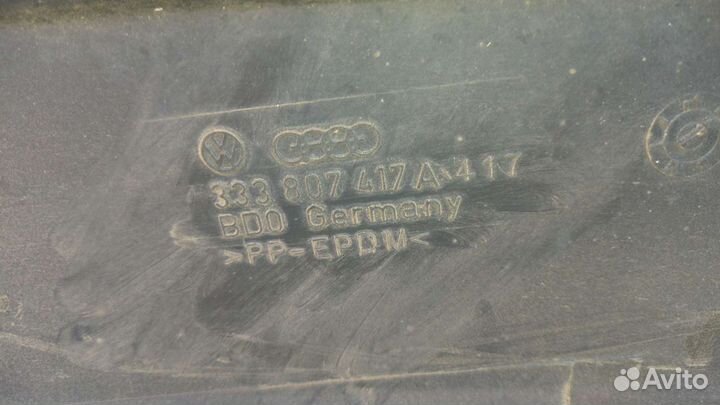 333 807 417 A 417
BDO Germany
>PP-EPDM<
Avito